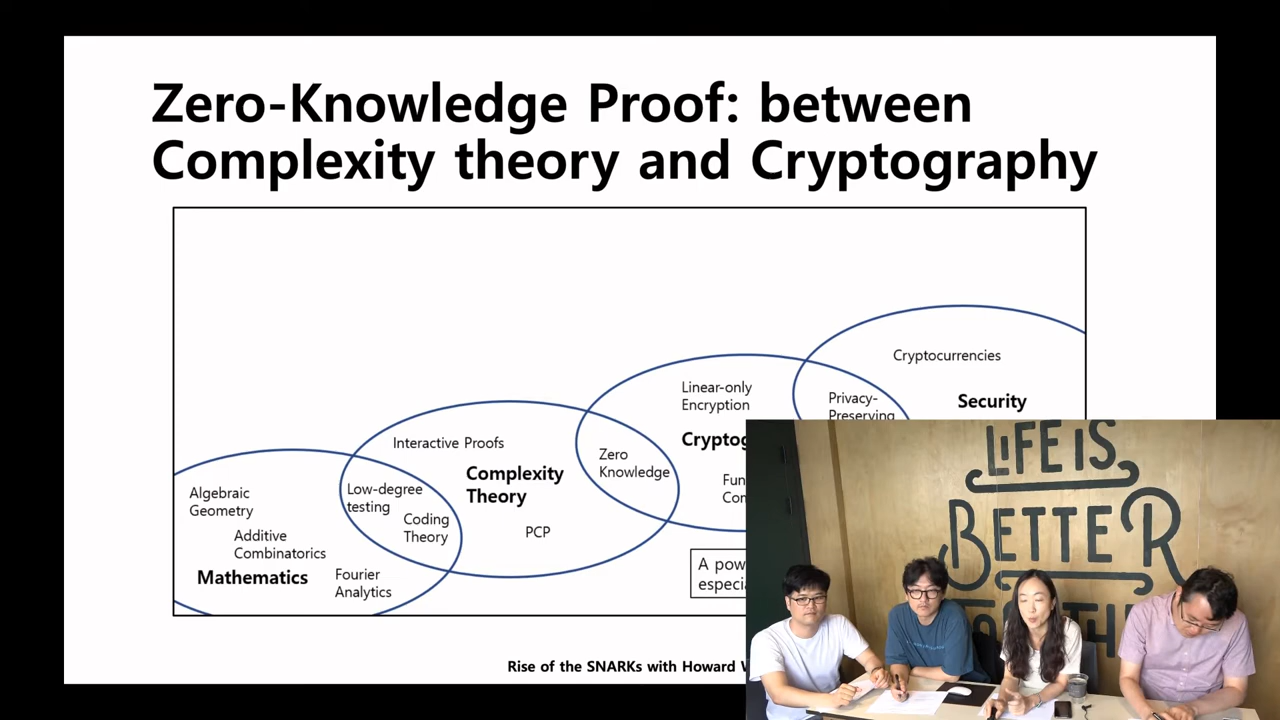 Zero-Knowledge Proof: between
Complexity theory and Cryptography
Cryptocurrencies
Security
Privacy-
Preserving
Linear-only
Encryption
Interactive Proofs
Zero
Knowledge
Complexity
Theory
PCP
Low-degree
testing
Coding
Theory
Algebraic
Geometry
Additive
Combinatorics
Mathematics
Fourier
Analytics
A
Rise of the SNARKs with Howard
LIFE IS
BETTER